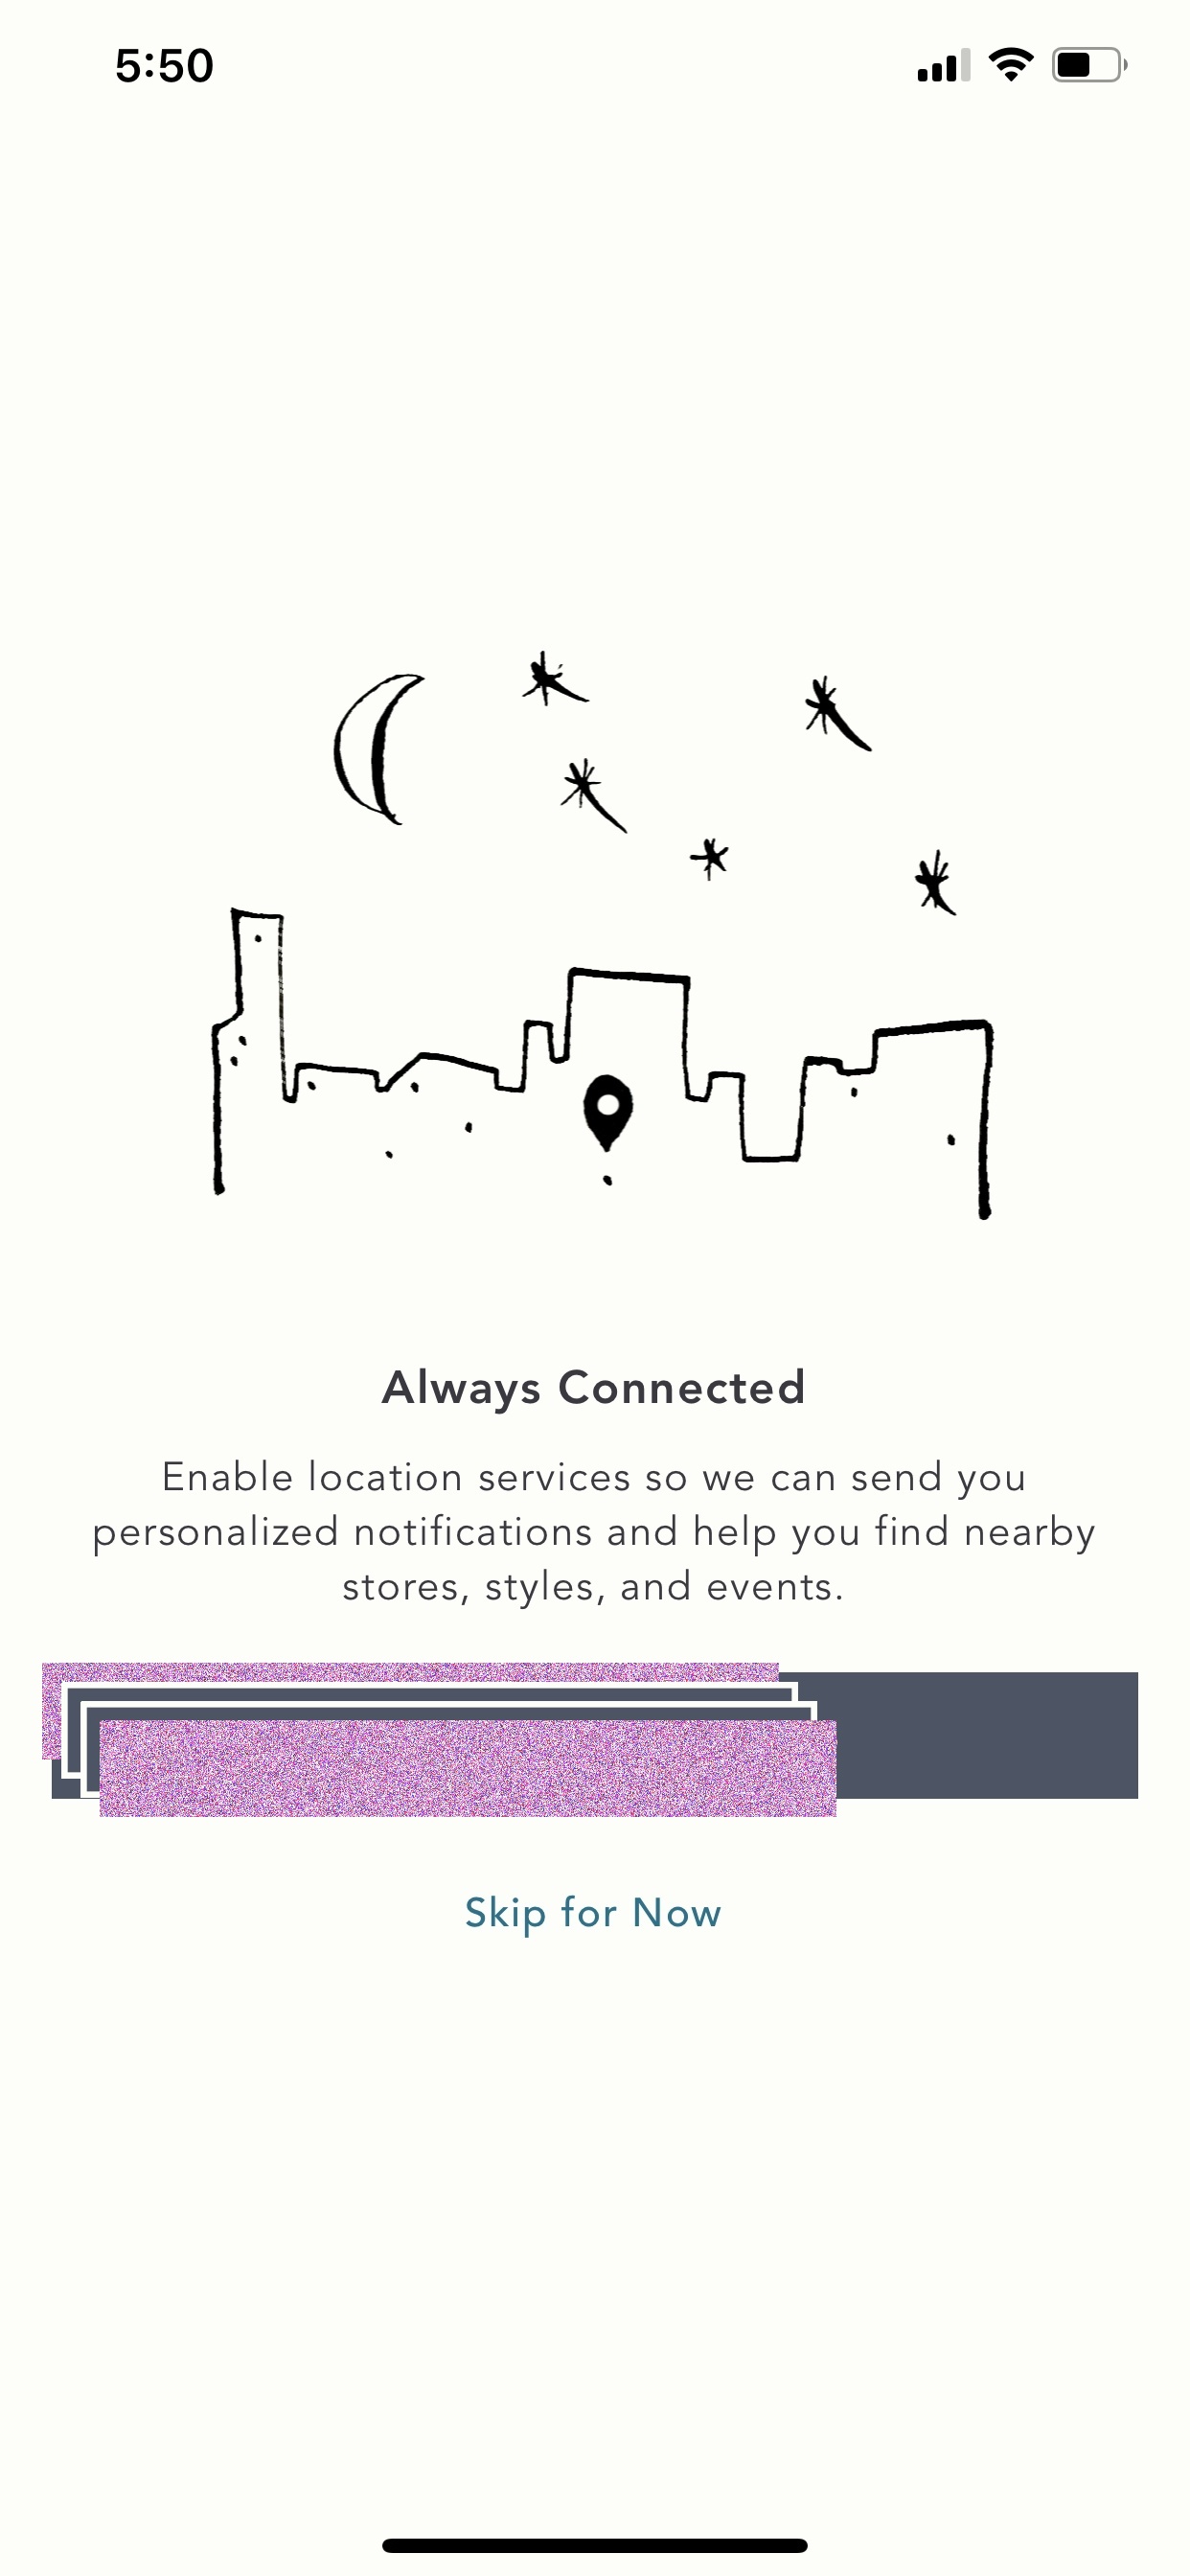 5:50
Always Connected
Enable location services so we can send you
personalized notifications and help you find nearby
stores, styles, and events.
Skip for Now